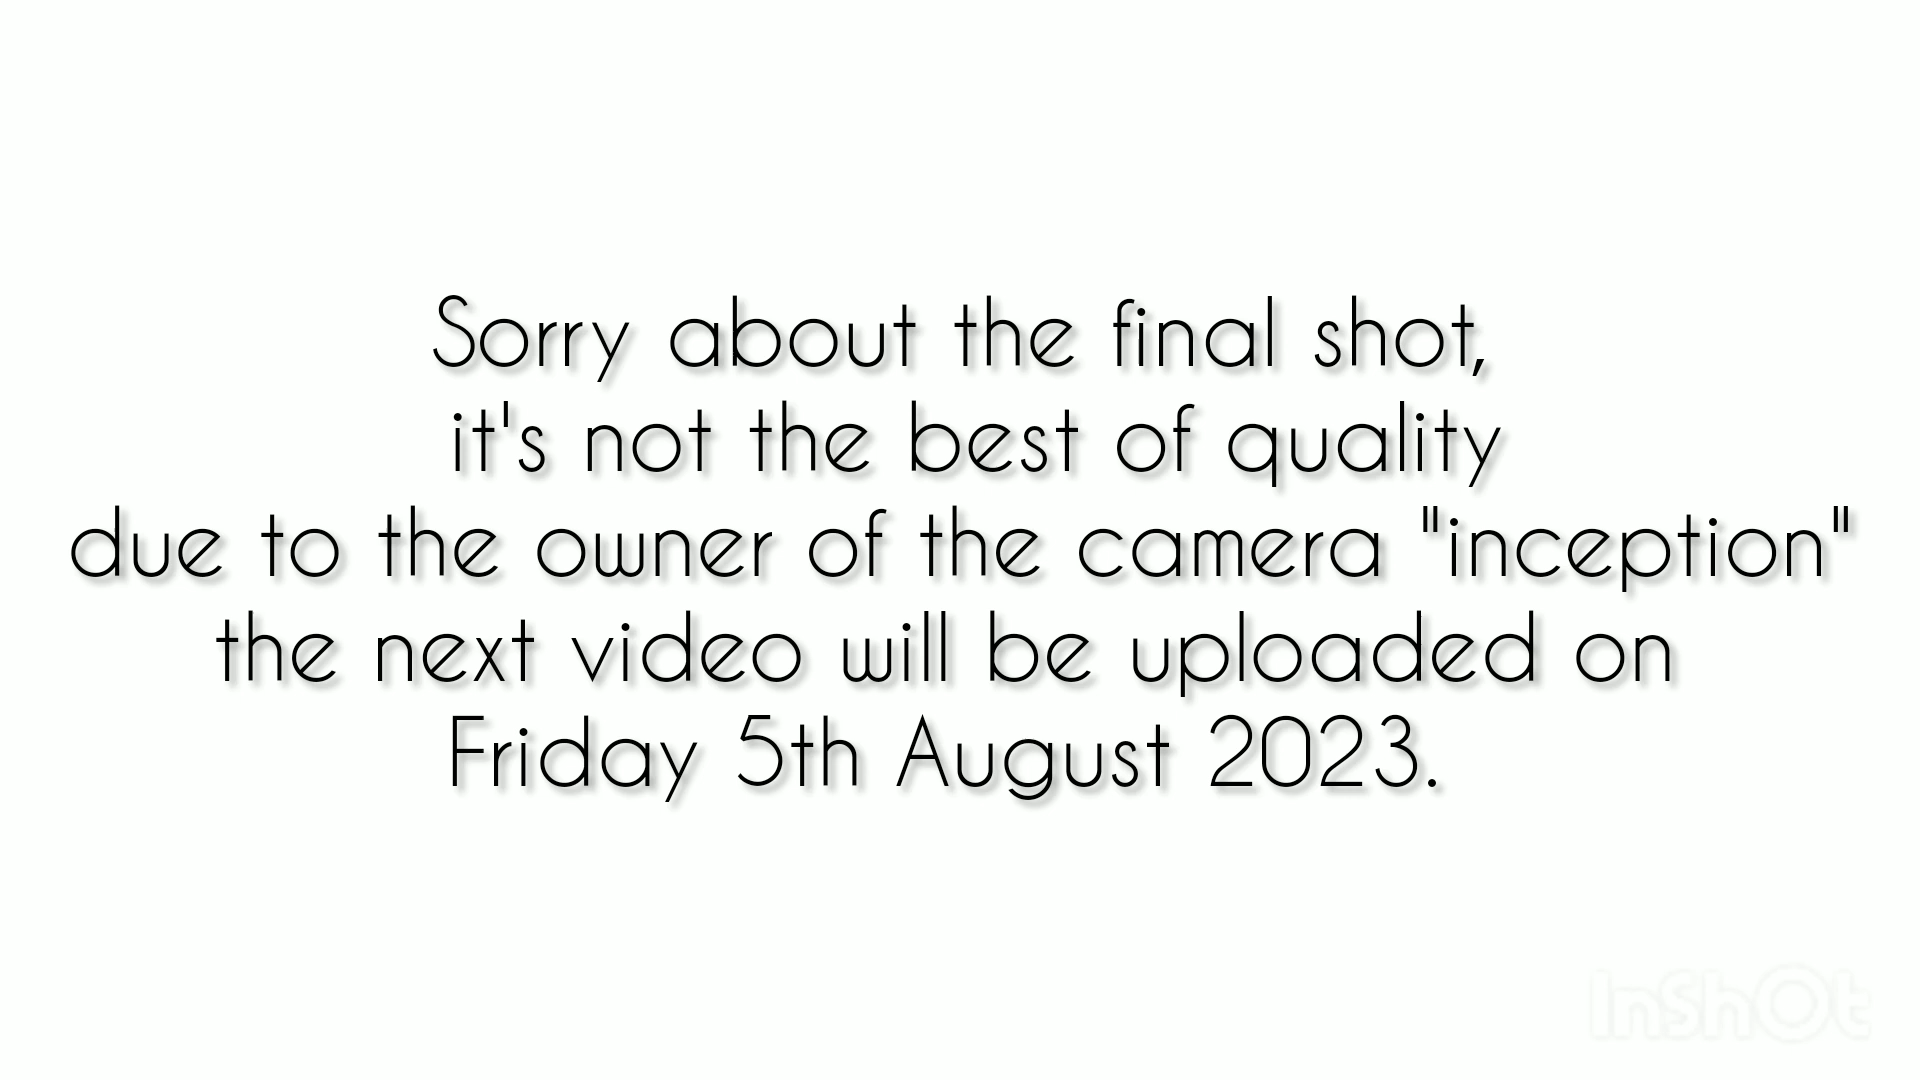 Sorry about the final shot,
it's not the best of quality
due to the owner of the camera "inception"
the next video will be uploaded on
Friday 5th August 2023.
InShOt